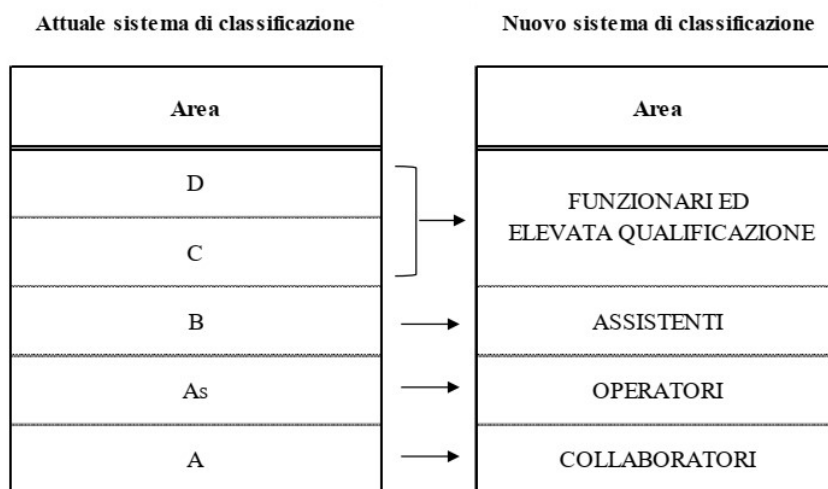 Attuale sistema di classificazione
Nuovo sistema di classificazione
Area
Area
D
C
FUNZIONARI ED
ELEVATA QUALIFICAZIONE
B
ASSISTENTI
As
OPERATORI
A
COLLABORATORI